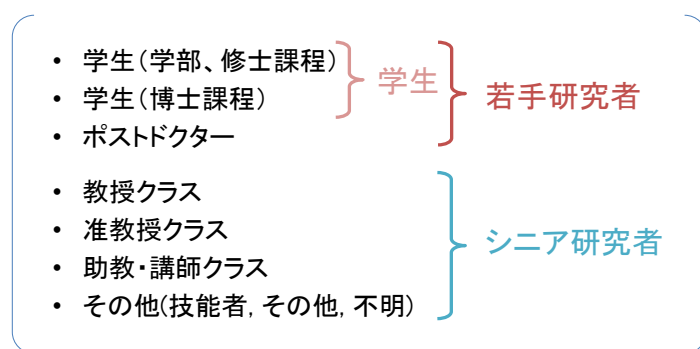 • 学生(学部、修士課程)
• 学生(博士課程)
学生
• ポストドクター
若手研究者
• 教授クラス
• 准教授クラス
• 助教・講師クラス
• その他(技能者, その他, 不明)
シニア研究者